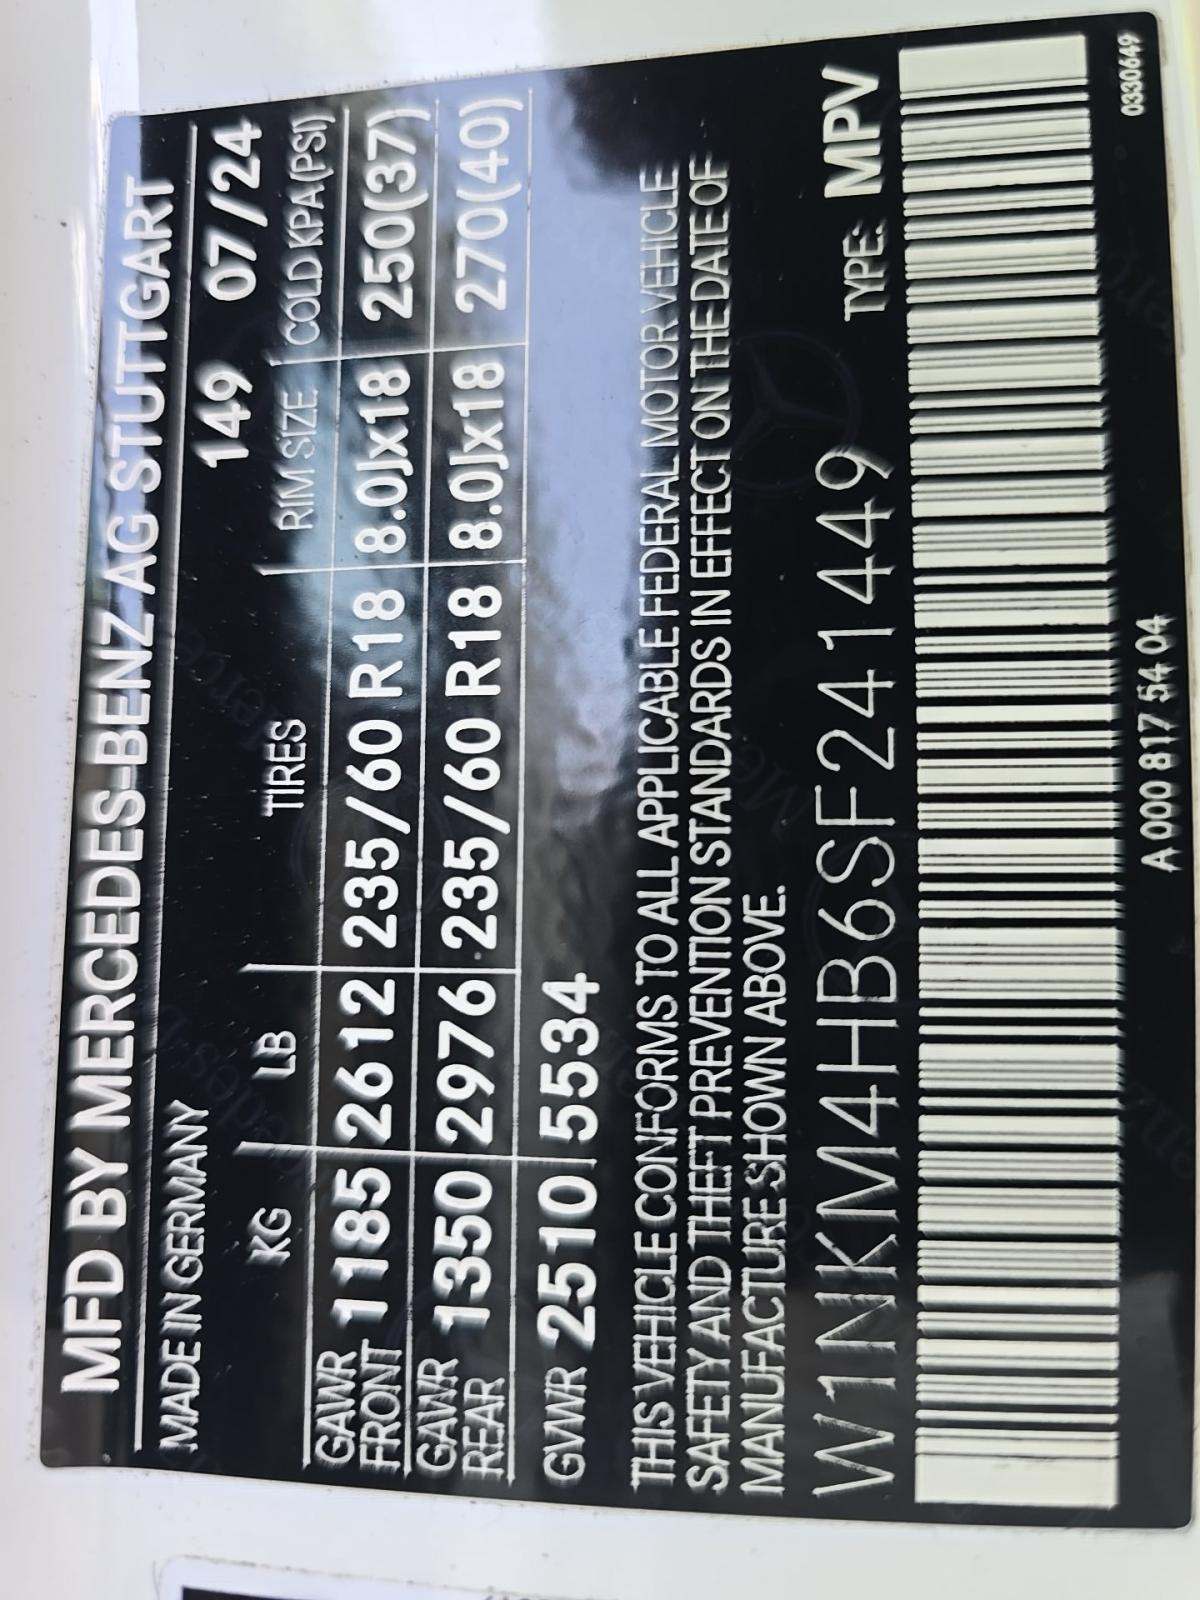 MFD BY MERCEDES-BENZ AG STUTTGART
MADE IN GERMANY 149 07/24
KG LB TIRES RIM SIZE COLD KPA (PSI)
GAWR FRONT 1185 2612 235/60 R18 8.0Jx18 250(37)
GAWR REAR 1350 2976 235/60 R18 8.0Jx18 270(40)
GVWR 2510 5534
THIS VEHICLE CONFORMS TO ALL APPLICABLE FEDERAL MOTOR VEHICLE
SAFETY AND THEFT PREVENTION STANDARDS IN EFFECT ON THE DATE OF
MANUFACTURE SHOWN ABOVE.
W1NKM4HB6SF241449 TYPE: MPV
A 000 817 54 04 0330649